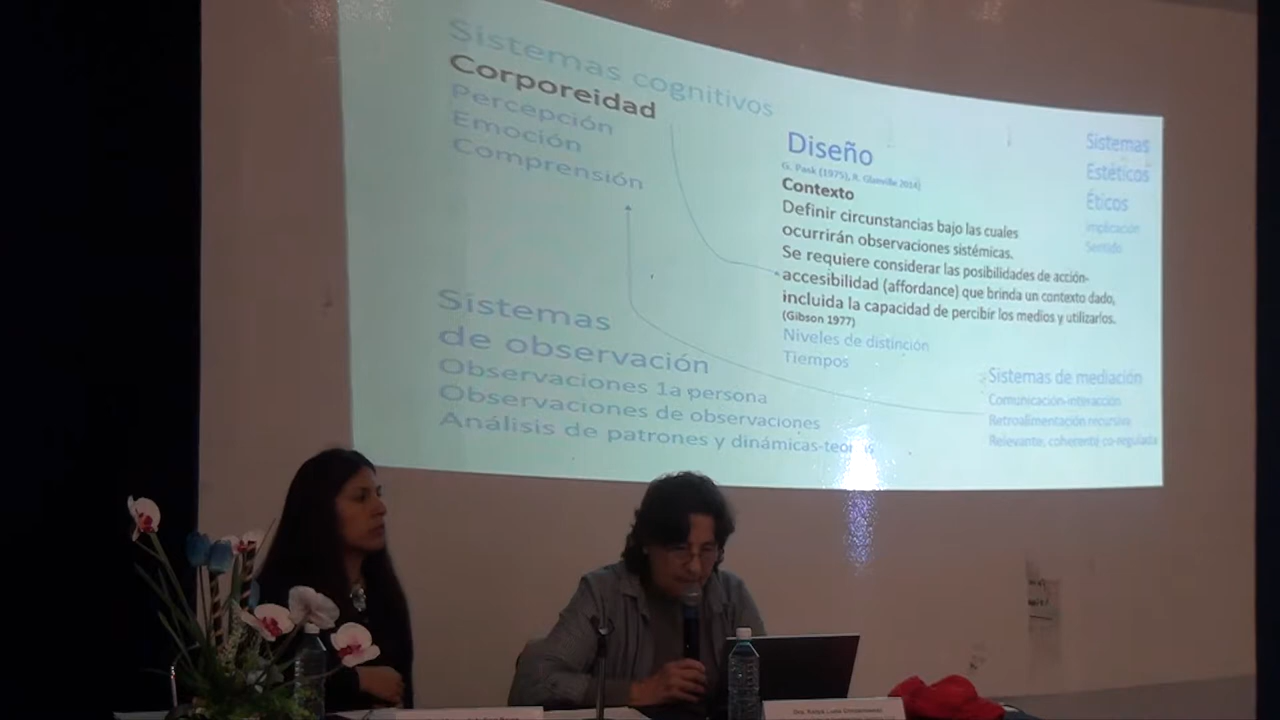 Sistemas cognitivos
Corporeidad
Percepción
Emoción
Comprensión
Diseño
G. Pask (1975), R. Glanville 2014)
Contexto
Definir circunstancias bajo las cuales
ocurrirán observaciones sistémicas.
Se requiere considerar las posibilidades de acción-
accesibilidad (affordance) que brinda un contexto dado,
incluida la capacidad de percibir los medios y utilizarlos.
(Gibson 1977)
Niveles de distinción
Tiempos
Sistemas
Estéticos
Éticos
Implicación
Sentido
Sistemas
de observación
Observaciones 1a persona
Observaciones de observaciones
Análisis de patrones y dinámicas-teorías
Sistemas de mediación
Comunicación-interacción
Retroalimentación recursiva
Relevante, coherente co-regulada